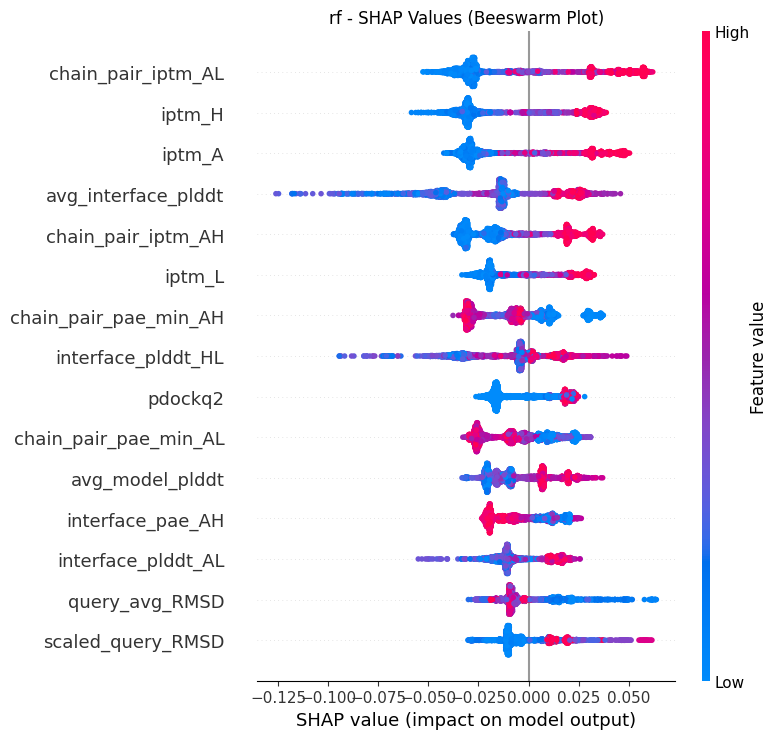 rf - SHAP Values (Beeswarm Plot)
High
chain_pair_iptm_AL
iptm_H
iptm_A
avg_interface_plddt
chain_pair_iptm_AH
iptm_L
chain_pair_pae_min_AH
interface_plddt_HL
pdockq2
chain_pair_pae_min_AL
avg_model_plddt
interface_pae_AH
interface_plddt_AL
query_avg_RMSD
scaled_query_RMSD
Feature value
Low
−0.125 −0.100 −0.075 −0.050 −0.025 0.000 0.025 0.050
SHAP value (impact on model output)